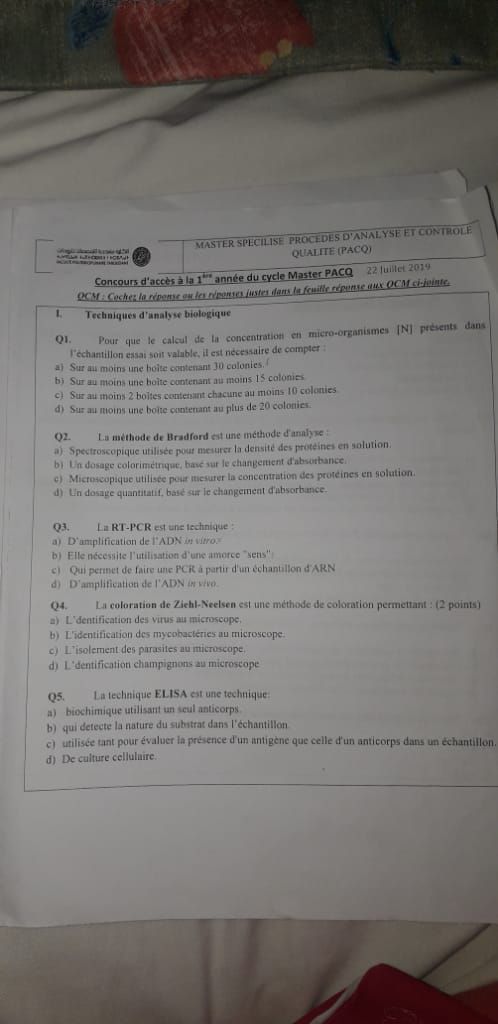 MASTER SPECILISE PROCEDES D'ANALYSE ET CONTROLE
QUALITE (PACQ)
Concours d'accès à la 1ère année du cycle Master PACQ 22 Juillet 2019
QCM : Cochez la réponse ou les réponses justes dans la feuille réponse aux QCM ci-jointe.
I. Techniques d'analyse biologique
Q1. Pour que le calcul de la concentration en micro-organismes [N] présents dans
l'échantillon essai soit valable, il est nécessaire de compter :
a) Sur au moins une boîte contenant 30 colonies.
b) Sur au moins une boîte contenant au moins 15 colonies.
c) Sur au moins 2 boîtes contenant chacune au moins 10 colonies.
d) Sur au moins une boîte contenant au plus de 20 colonies.
Q2. La méthode de Bradford est une méthode d'analyse :
a) Spectroscopique utilisée pour mesurer la densité des protéines en solution.
b) Un dosage colorimétrique, basé sur le changement d'absorbance.
c) Microscopique utilisée pour mesurer la concentration des protéines en solution.
d) Un dosage quantitatif, basé sur le changement d'absorbance.
Q3. La RT-PCR est une technique :
a) D'amplification de l'ADN in vitro.
b) Elle nécessite l'utilisation d'une amorce "sens".
c) Qui permet de faire une PCR à partir d'un échantillon d'ARN
d) D'amplification de l'ADN in vivo.
Q4. La coloration de Ziehl-Neelsen est une méthode de coloration permettant : (2 points)
a) L'dentification des virus au microscope.
b) L'identification des mycobactéries au microscope.
c) L'isolement des parasites au microscope.
d) L'dentification champignons au microscope
Q5. La technique ELISA est une technique:
a) biochimique utilisant un seul anticorps.
b) qui detecte la nature du substrat dans l'échantillon.
c) utilisée tant pour évaluer la présence d'un antigène que celle d'un anticorps dans un échantillon.
d) De culture cellulaire.